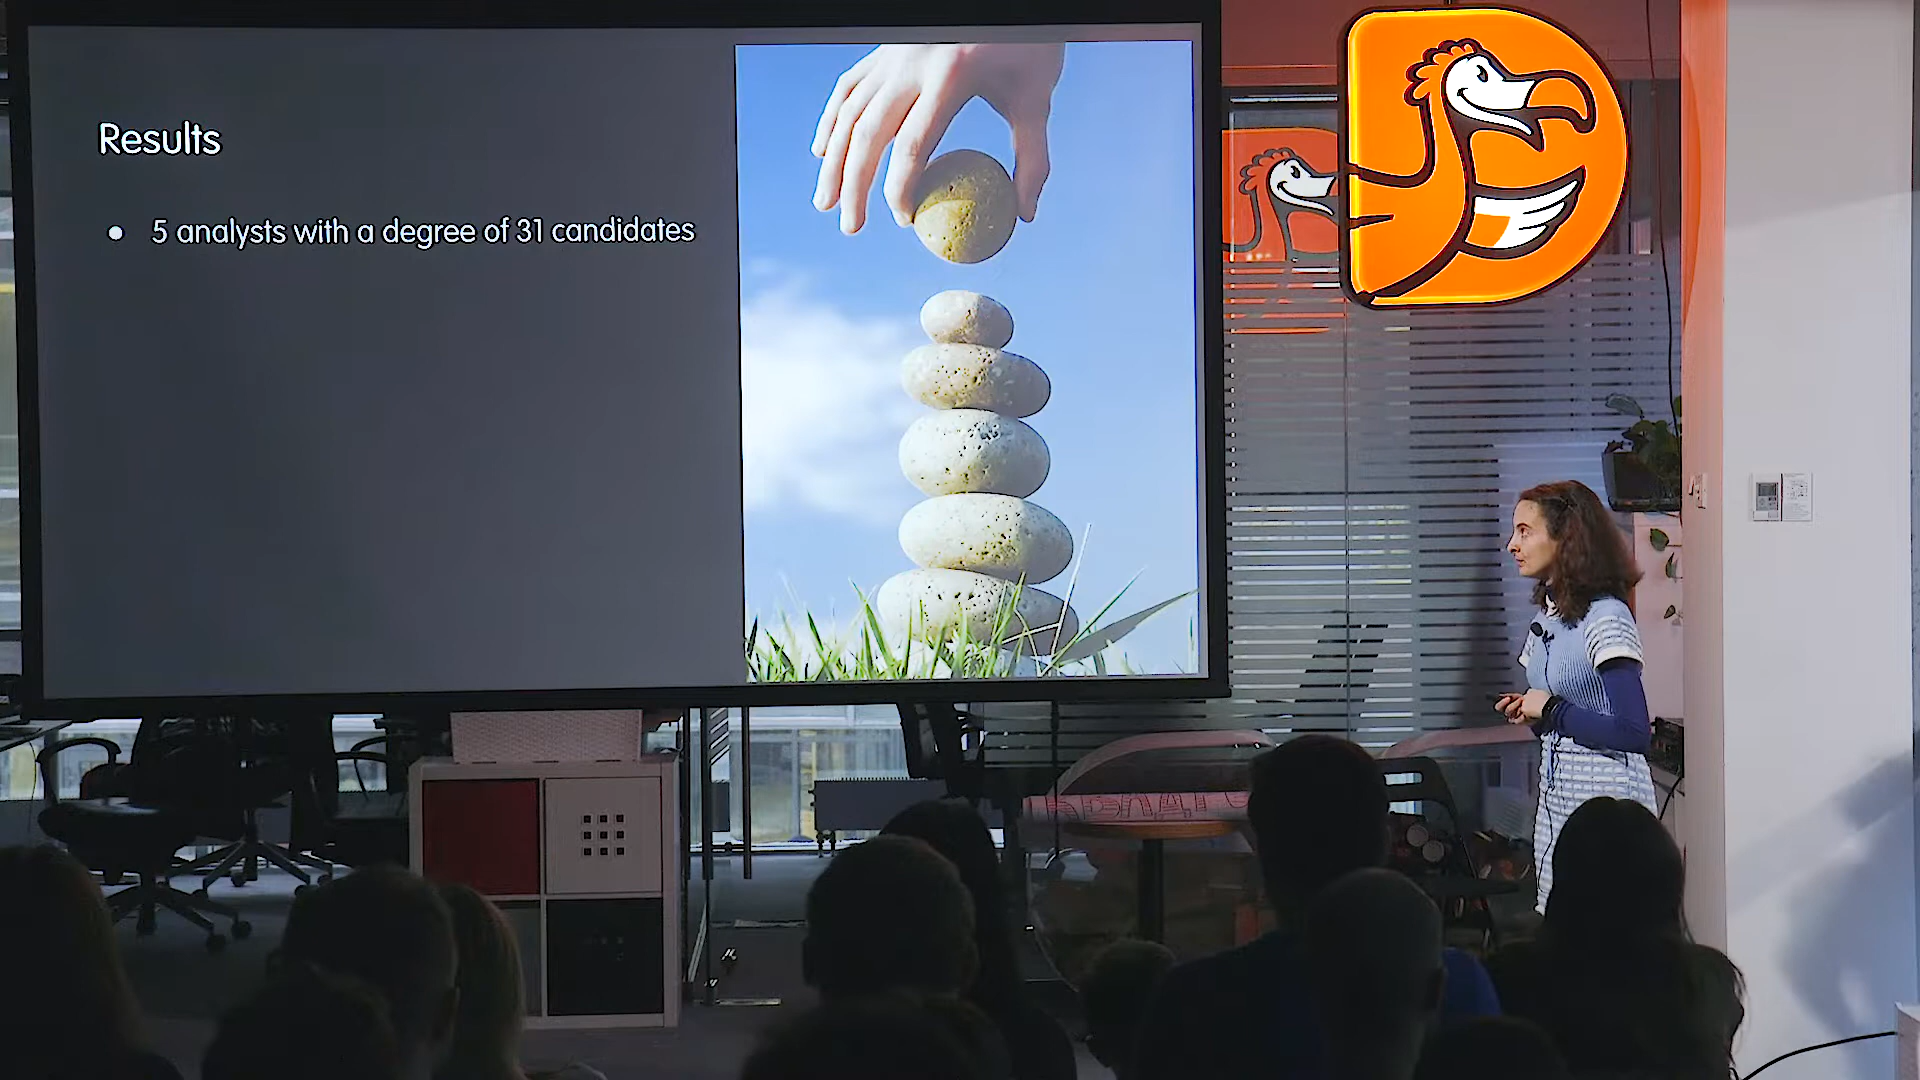 Results
5 analysts with a degree of 31 candidates